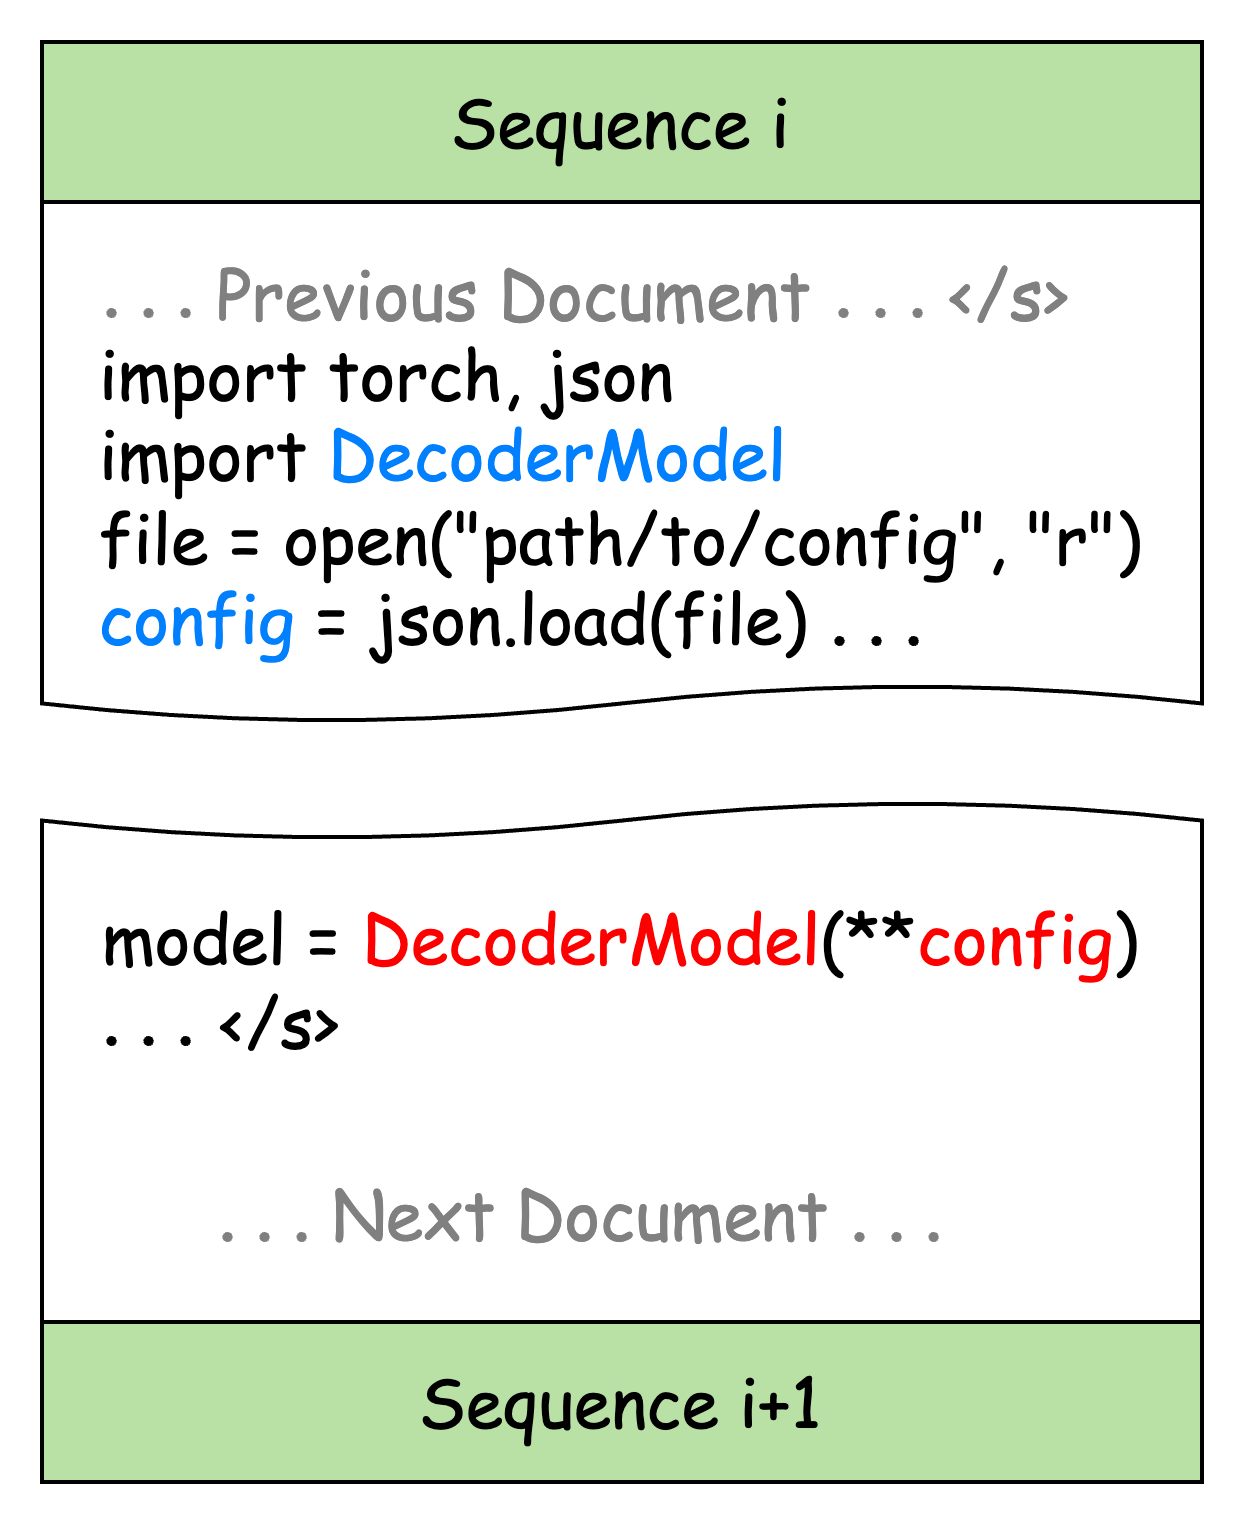 Sequence i
. . . Previous Document . . . </s>
import torch, json
import DecoderModel
file = open("path/to/config", "r")
config = json.load(file) . . .
model = DecoderModel(**config)
. . . </s>
. . . Next Document . . .
Sequence i+1